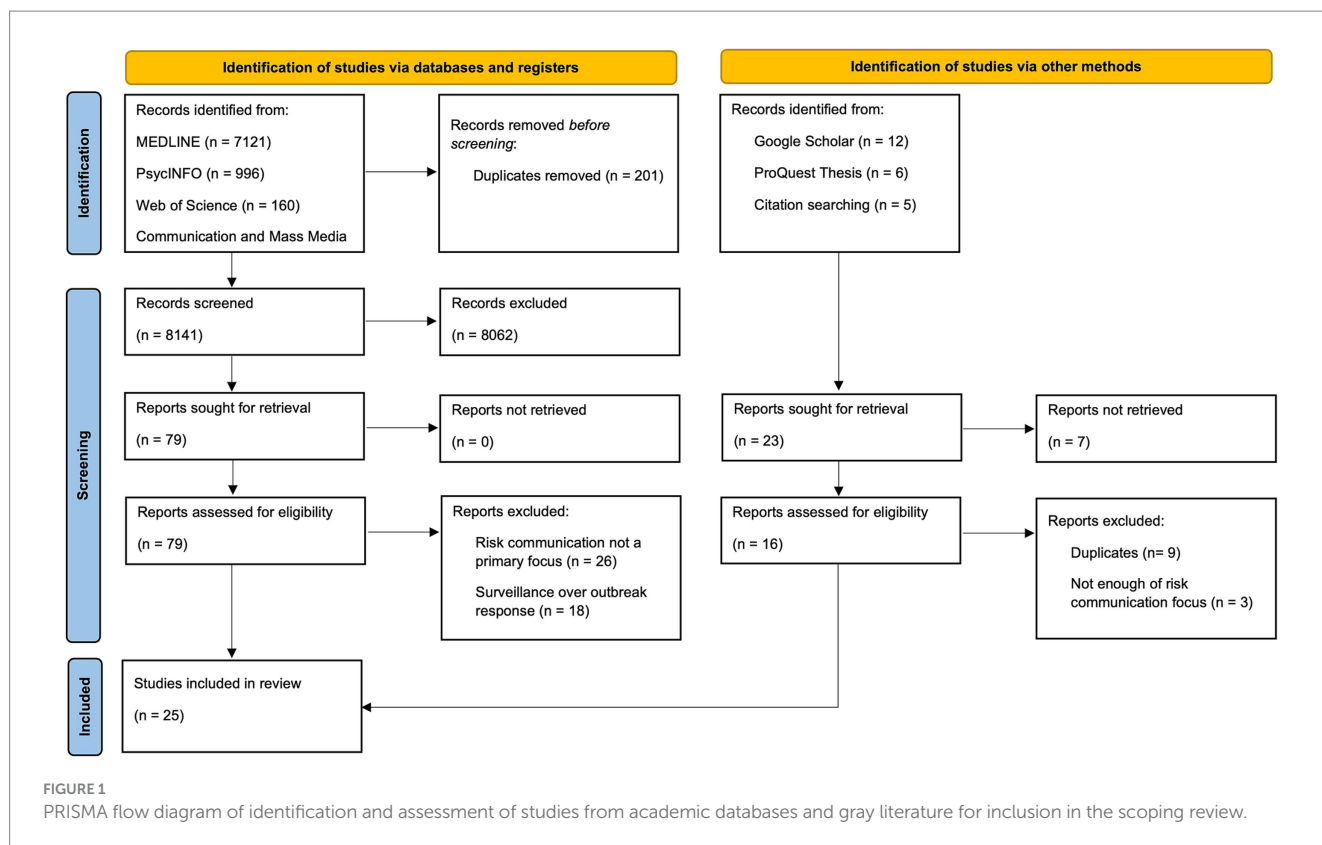 Identification of studies via databases and registers
Identification of studies via other methods
Identification
Records identified from:
MEDLINE (n = 7121)
PsycINFO (n = 996)
Web of Science (n = 160)
Communication and Mass Media
Records removed before
screening:
Duplicates removed (n = 201)
Records identified from:
Google Scholar (n = 12)
ProQuest Thesis (n = 6)
Citation searching (n = 5)
Screening
Records screened
(n = 8141)
Records excluded
(n = 8062)
Reports sought for retrieval
(n = 79)
Reports not retrieved
(n = 0)
Reports sought for retrieval
(n = 23)
Reports not retrieved
(n = 7)
Reports assessed for eligibility
(n = 79)
Reports excluded:
Risk communication not a
primary focus (n = 26)
Surveillance over outbreak
response (n = 18)
Reports assessed for eligibility
(n = 16)
Reports excluded:
Duplicates (n= 9)
Not enough of risk
communication focus (n = 3)
Included
Studies included in review
(n = 25)
FIGURE 1
PRISMA flow diagram of identification and assessment of studies from academic databases and gray literature for inclusion in the scoping review.